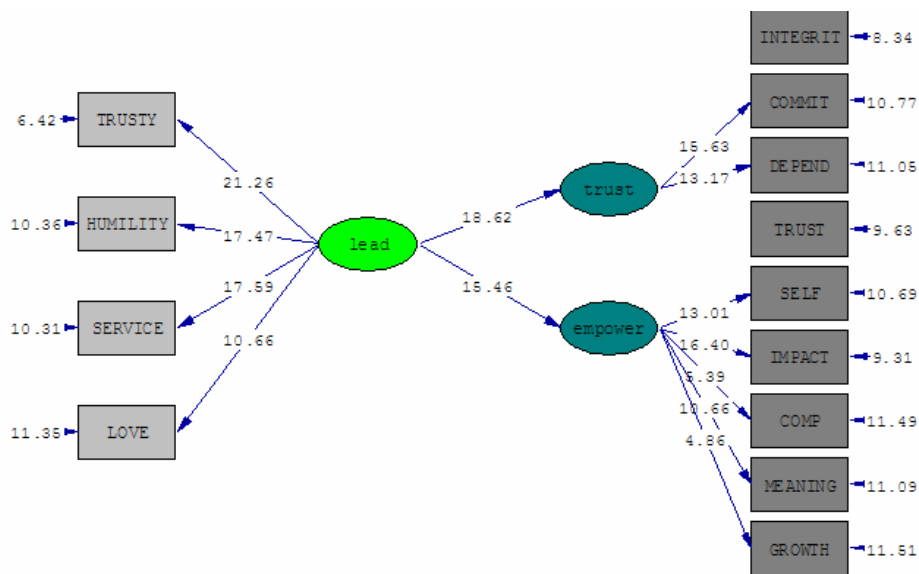 INTEGRIT
8.34
TRUSTY
6.42
COMMIT
10.77
15.63
DEPEND
11.05
13.17
21.26
trust
HUMILITY
10.36
17.47
18.62
TRUST
9.63
lead
17.59
15.46
SELF
10.69
13.01
SERVICE
10.31
10.66
empower
16.40
IMPACT
9.31
5.39
10.66
COMP
11.49
LOVE
11.35
4.86
MEANING
11.09
GROWTH
11.51